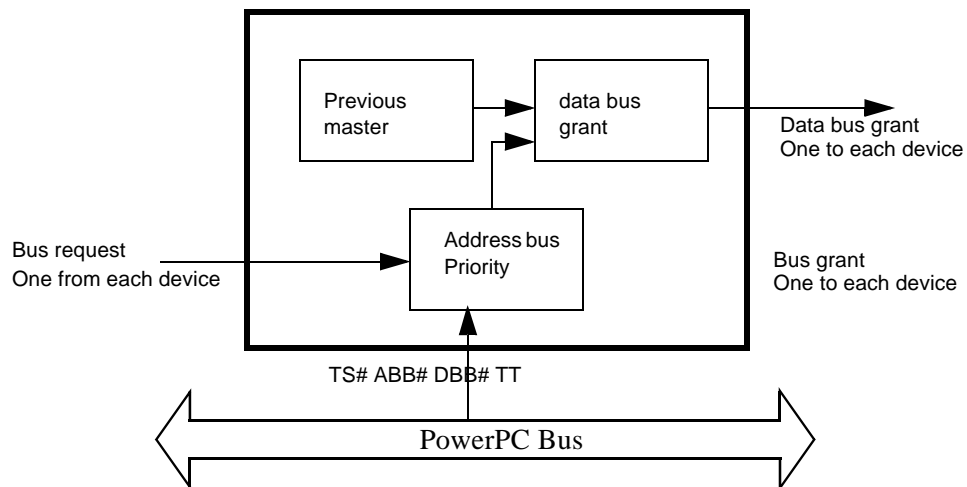 Previous
master
data bus
grant
Data bus grant
One to each device
Address bus
Priority
Bus request
One from each device
Bus grant
One to each device
TS# ABB# DBB# TT
PowerPC Bus